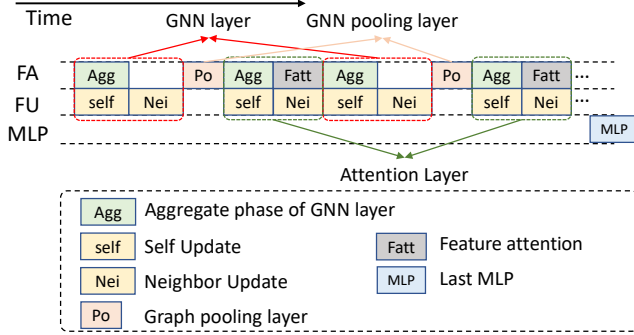 Time
GNN layer
GNN pooling layer
FA
Agg
Po
Agg
Fatt
Agg
Po
Agg
Fatt
...
FU
self
Nei
self
Nei
self
Nei
self
Nei
...
MLP
MLP
Attention Layer
Agg
Aggregate phase of GNN layer
self
Self Update
Fatt
Feature attention
Nei
Neighbor Update
MLP
Last MLP
Po
Graph pooling layer